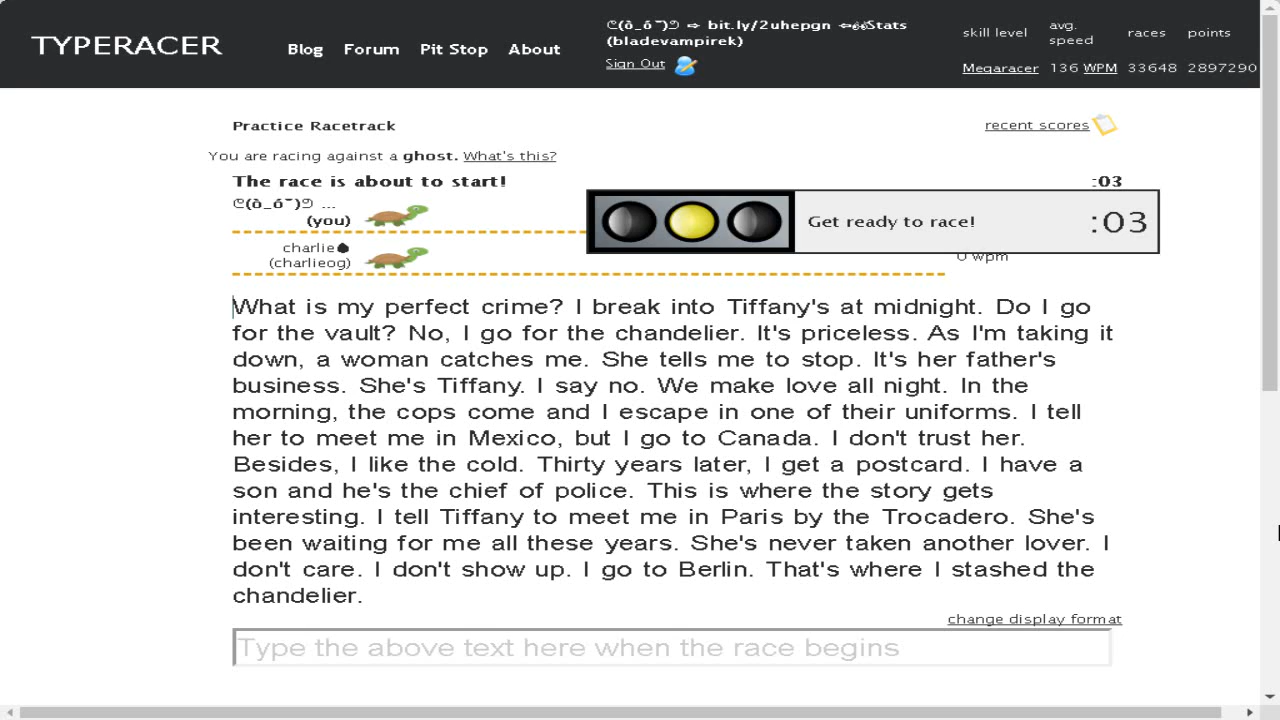 TYPERACER
Blog Forum Pit Stop About
bit.ly/2uhepgn Stats
(bladevampirek)
Sign Out
skill level avg. speed races points
Megaracer 136 WPM 33648 2897290
Practice Racetrack
recent scores
You are racing against a ghost. What's this?
The race is about to start!
:03
(you)
Get ready to race!
:03
charlie
(charlieog)
0 wpm
What is my perfect crime? I break into Tiffany's at midnight. Do I go
for the vault? No, I go for the chandelier. It's priceless. As I'm taking it
down, a woman catches me. She tells me to stop. It's her father's
business. She's Tiffany. I say no. We make love all night. In the
morning, the cops come and I escape in one of their uniforms. I tell
her to meet me in Mexico, but I go to Canada. I don't trust her.
Besides, I like the cold. Thirty years later, I get a postcard. I have a
son and he's the chief of police. This is where the story gets
interesting. I tell Tiffany to meet me in Paris by the Trocadero. She's
been waiting for me all these years. She's never taken another lover. I
don't care. I don't show up. I go to Berlin. That's where I stashed the
chandelier.
change display format
Type the above text here when the race begins